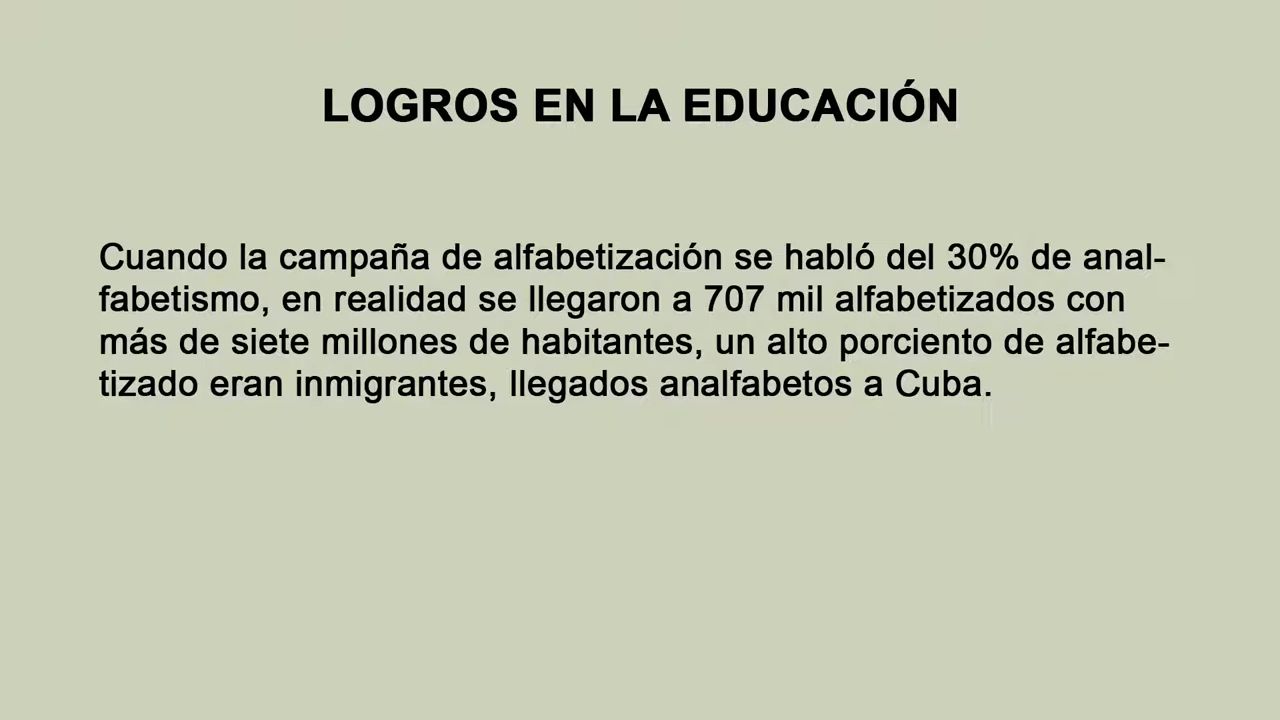 LOGROS EN LA EDUCACIÓN
Cuando la campaña de alfabetización se habló del 30% de anal-
fabetismo, en realidad se llegaron a 707 mil alfabetizados con
más de siete millones de habitantes, un alto porciento de alfabe-
tizado eran inmigrantes, llegados analfabetos a Cuba.